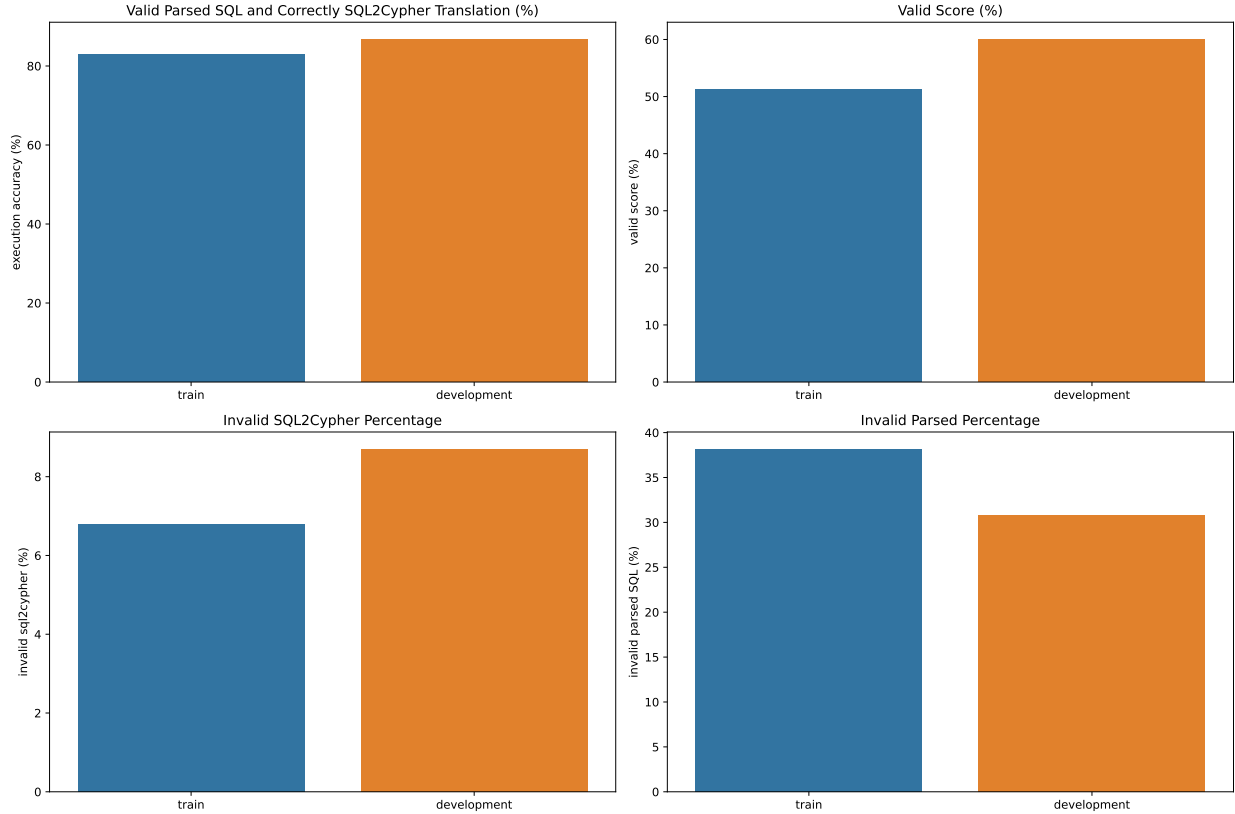 Valid Parsed SQL and Correctly SQL2Cypher Translation (%)
execution accuracy (%)
80
60
40
20
0
train development
Valid Score (%)
valid score (%)
60
50
40
30
20
10
0
train development
Invalid SQL2Cypher Percentage
invalid sql2cypher (%)
8
6
4
2
0
train development
Invalid Parsed Percentage
invalid parsed SQL (%)
40
35
30
25
20
15
10
5
0
train development